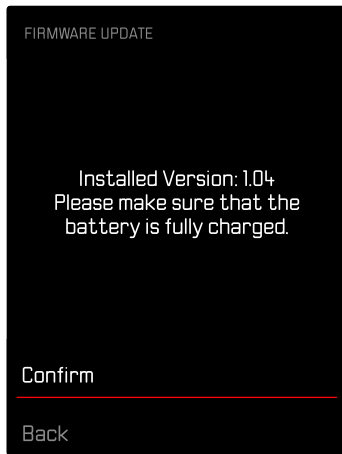 FIRMWARE UPDATE
Installed Version: 1.04
Please make sure that the
battery is fully charged.
Confirm
Back